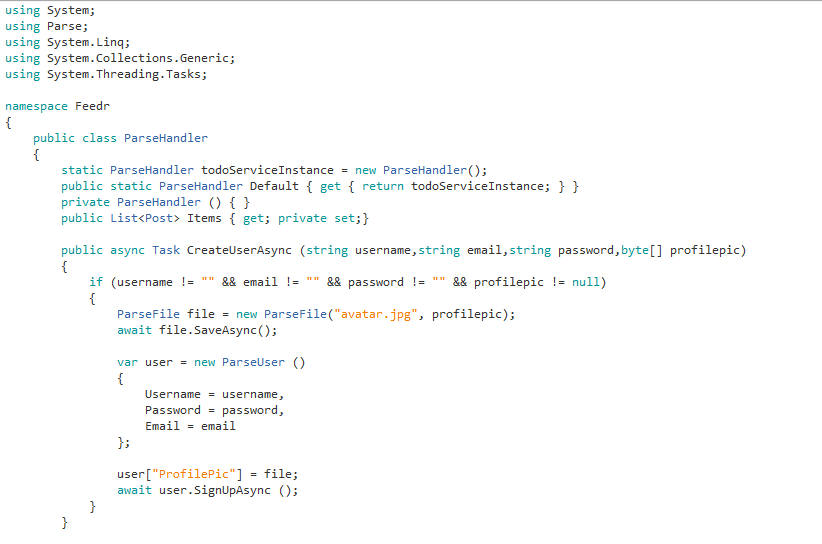 using System;
using Parse;
using System.Linq;
using System.Collections.Generic;
using System.Threading.Tasks;

namespace Feedr
{
    public class ParseHandler
    {
        static ParseHandler todoServiceInstance = new ParseHandler();
        public static ParseHandler Default { get { return todoServiceInstance; } }
        private ParseHandler () { }
        public List<Post> Items { get; private set;}

        public async Task CreateUserAsync (string username,string email,string password,byte[] profilepic)
        {
            if (username != "" && email != "" && password != "" && profilepic != null)
            {
                ParseFile file = new ParseFile("avatar.jpg", profilepic);
                await file.SaveAsync();

                var user = new ParseUser ()
                {
                    Username = username,
                    Password = password,
                    Email = email
                };

                user["ProfilePic"] = file;
                await user.SignUpAsync ();
            }
        }